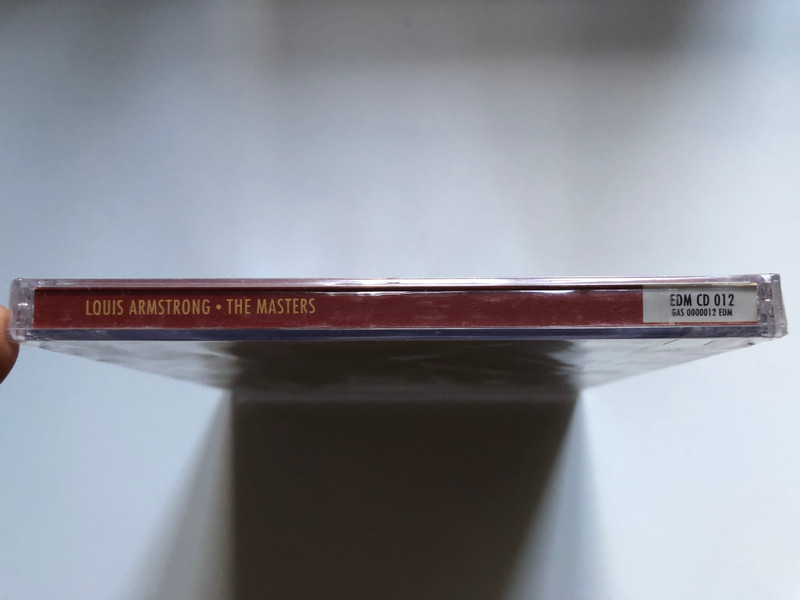 LOUIS ARMSTRONG • THE MASTERS
EDM CD 012
GAS 0000012 EDM